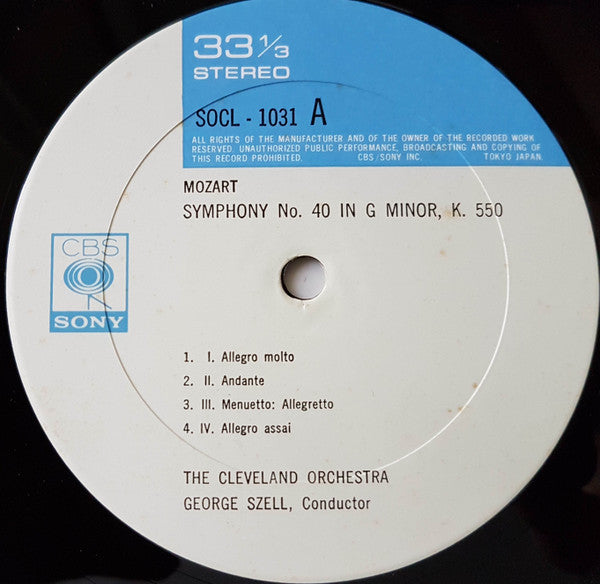 33 1/3
STEREO
SOCL - 1031 A
ALL RIGHTS OF THE MANUFACTURER AND OF THE OWNER OF THE RECORDED WORK
RESERVED. UNAUTHORIZED PUBLIC PERFORMANCE, BROADCASTING AND COPYING OF
THIS RECORD PROHIBITED. CBS/SONY INC. TOKYO JAPAN
MOZART
SYMPHONY No. 40 IN G MINOR, K. 550
CBS
SONY
1. I. Allegro molto
2. II. Andante
3. III. Menuetto: Allegretto
4. IV. Allegro assai
THE CLEVELAND ORCHESTRA
GEORGE SZELL, Conductor